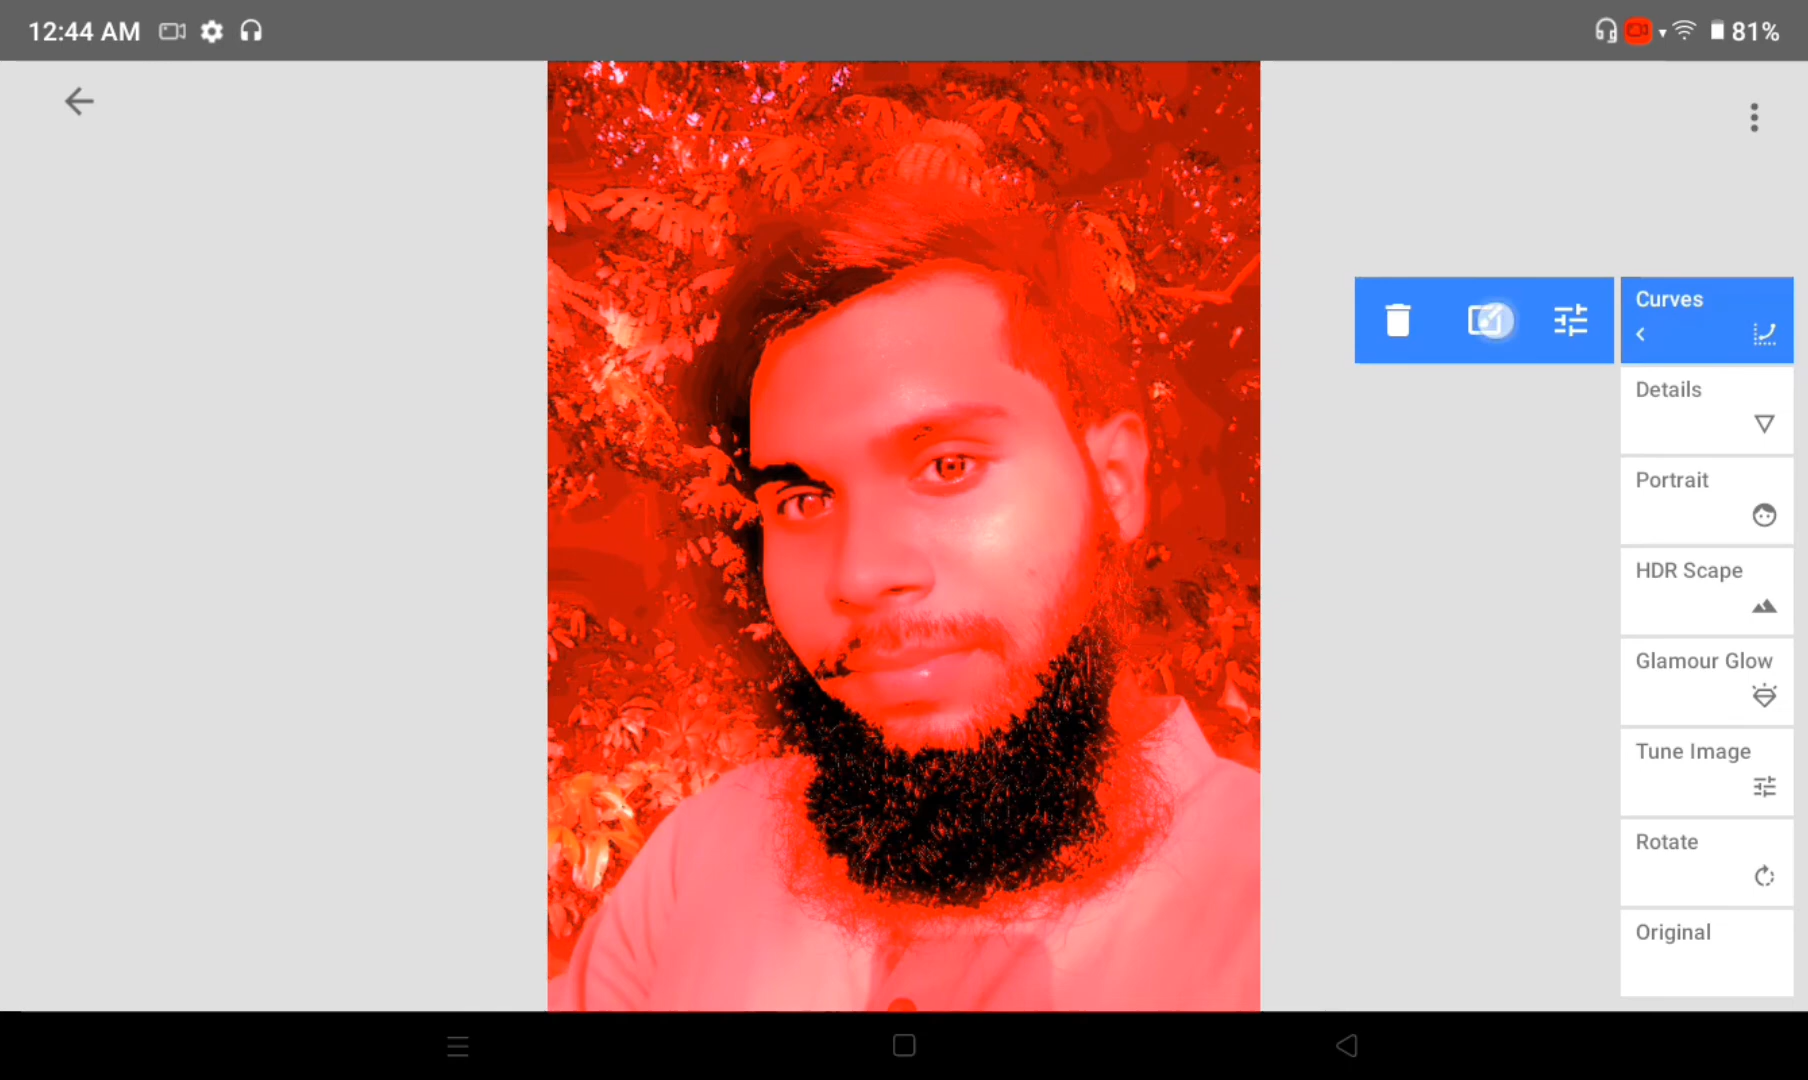 12:44 AM
81%
Curves
Details
Portrait
HDR Scape
Glamour Glow
Tune Image
Rotate
Original